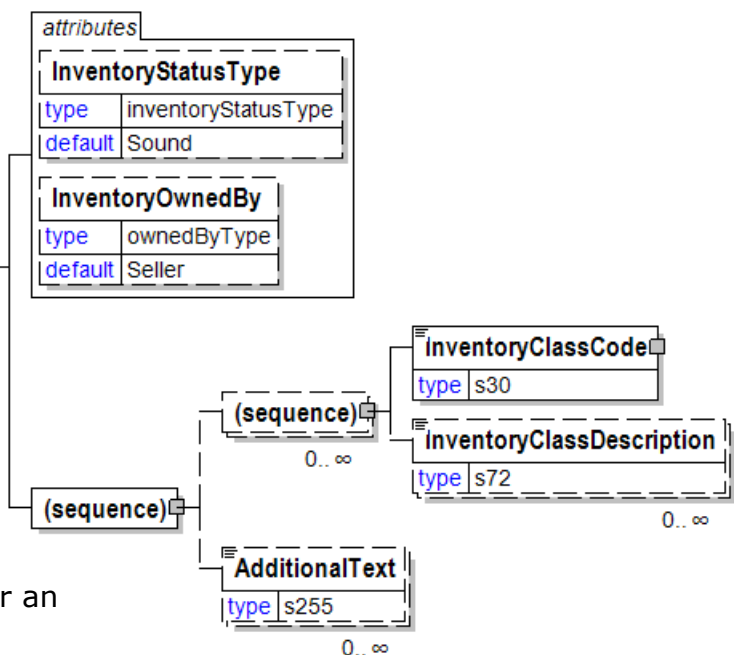 attributes
InventoryStatusType
type inventoryStatusType
default Sound
InventoryOwnedBy
type ownedByType
default Seller
InventoryClassCode
type s30
(sequence)
0.. ∞
InventoryClassDescription
type s72
0.. ∞
(sequence)
AdditionalText
type s255
0.. ∞
r an